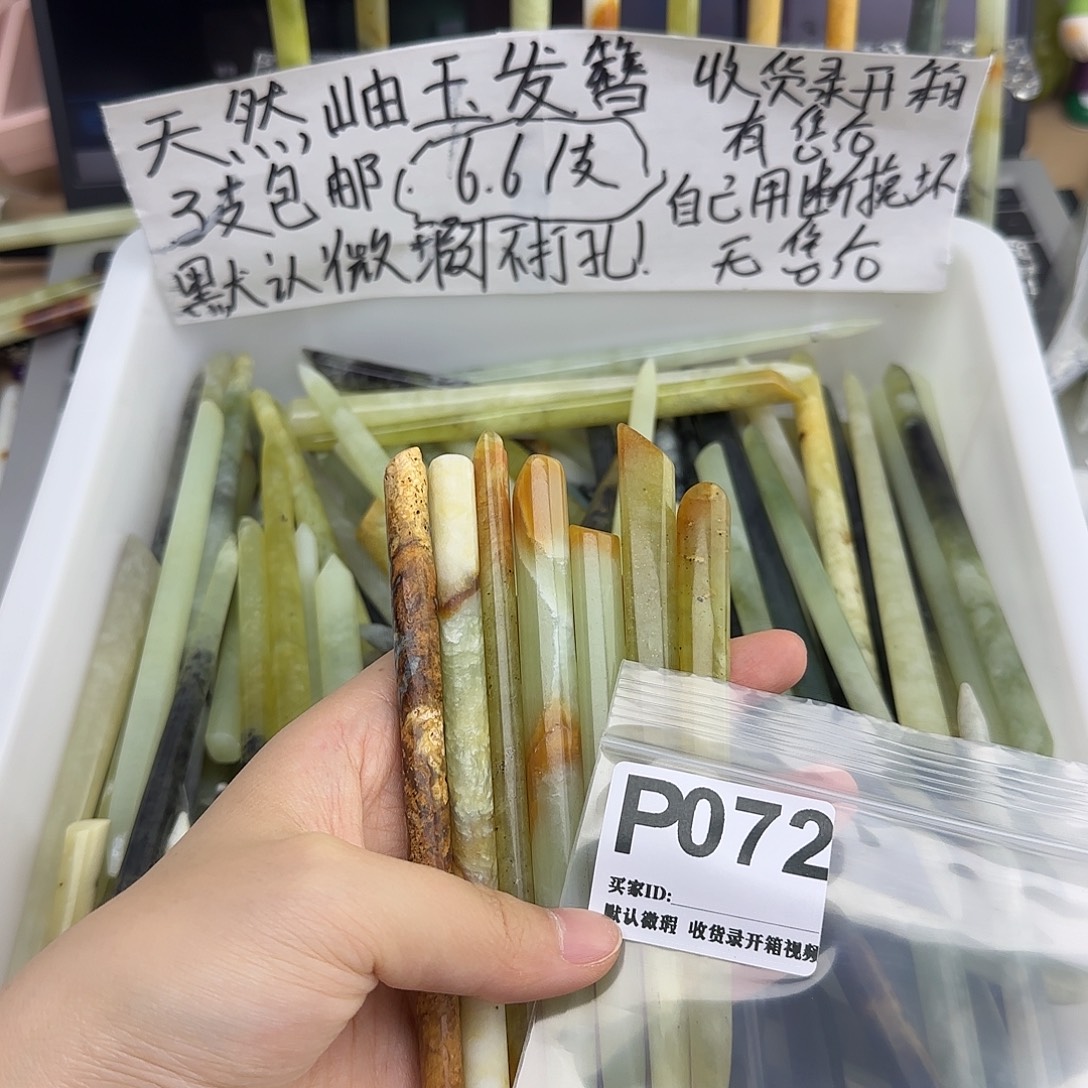 天然岫玉发簪
3支包邮 6.6/支
默认微瑕 不打孔!
收货录开箱
有售后
自己用断摔坏
无售后
P072
买家ID:
默认微瑕 收货录开箱视频